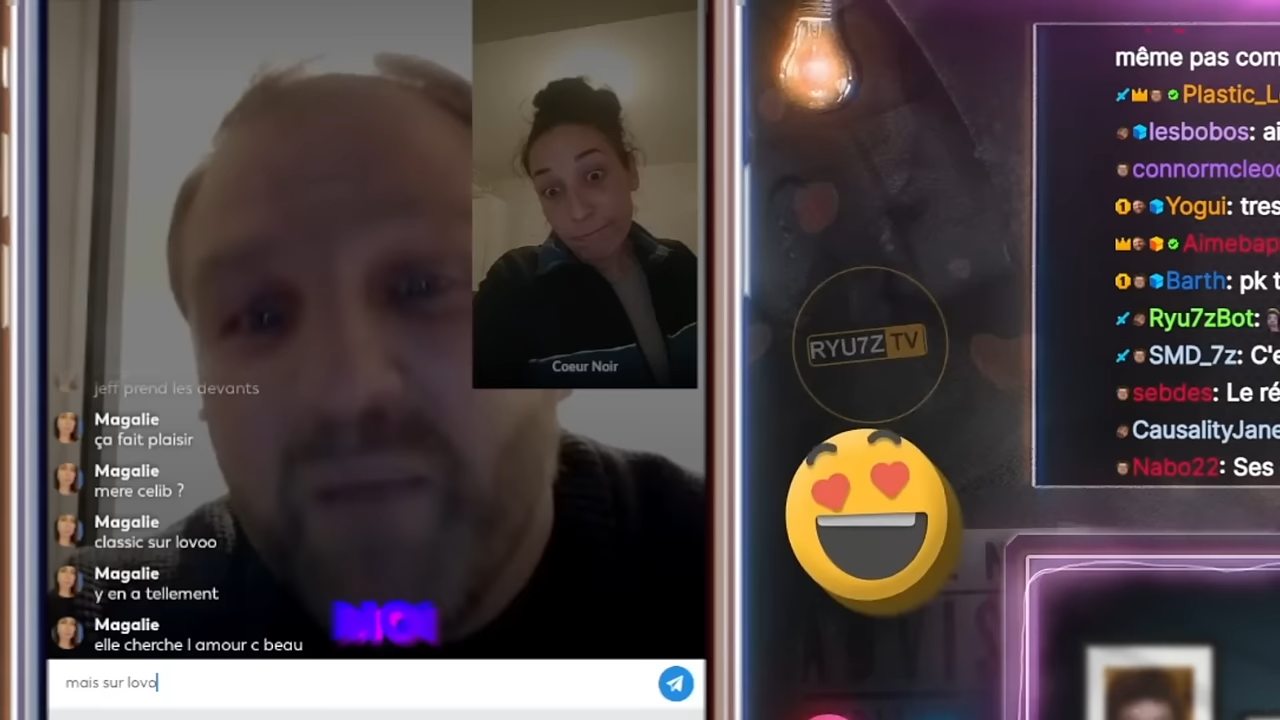 Coeur Noir
jeff prend les devants
Magalie
ça fait plaisir
Magalie
mere celib ?
Magalie
classic sur lovoo
Magalie
y en a tellement
Magalie
elle cherche l amour c beau
MOI
mais sur lovo
RYU7Z TV
même pas com
Plastic_L
lesbobos: ai
connormcleo
Yogui: tres
Aimebap
Barth: pk t
Ryu7zBot:
SMD_7z: C'e
sebdes: Le ré
CausalityJane
Nabo22: Ses